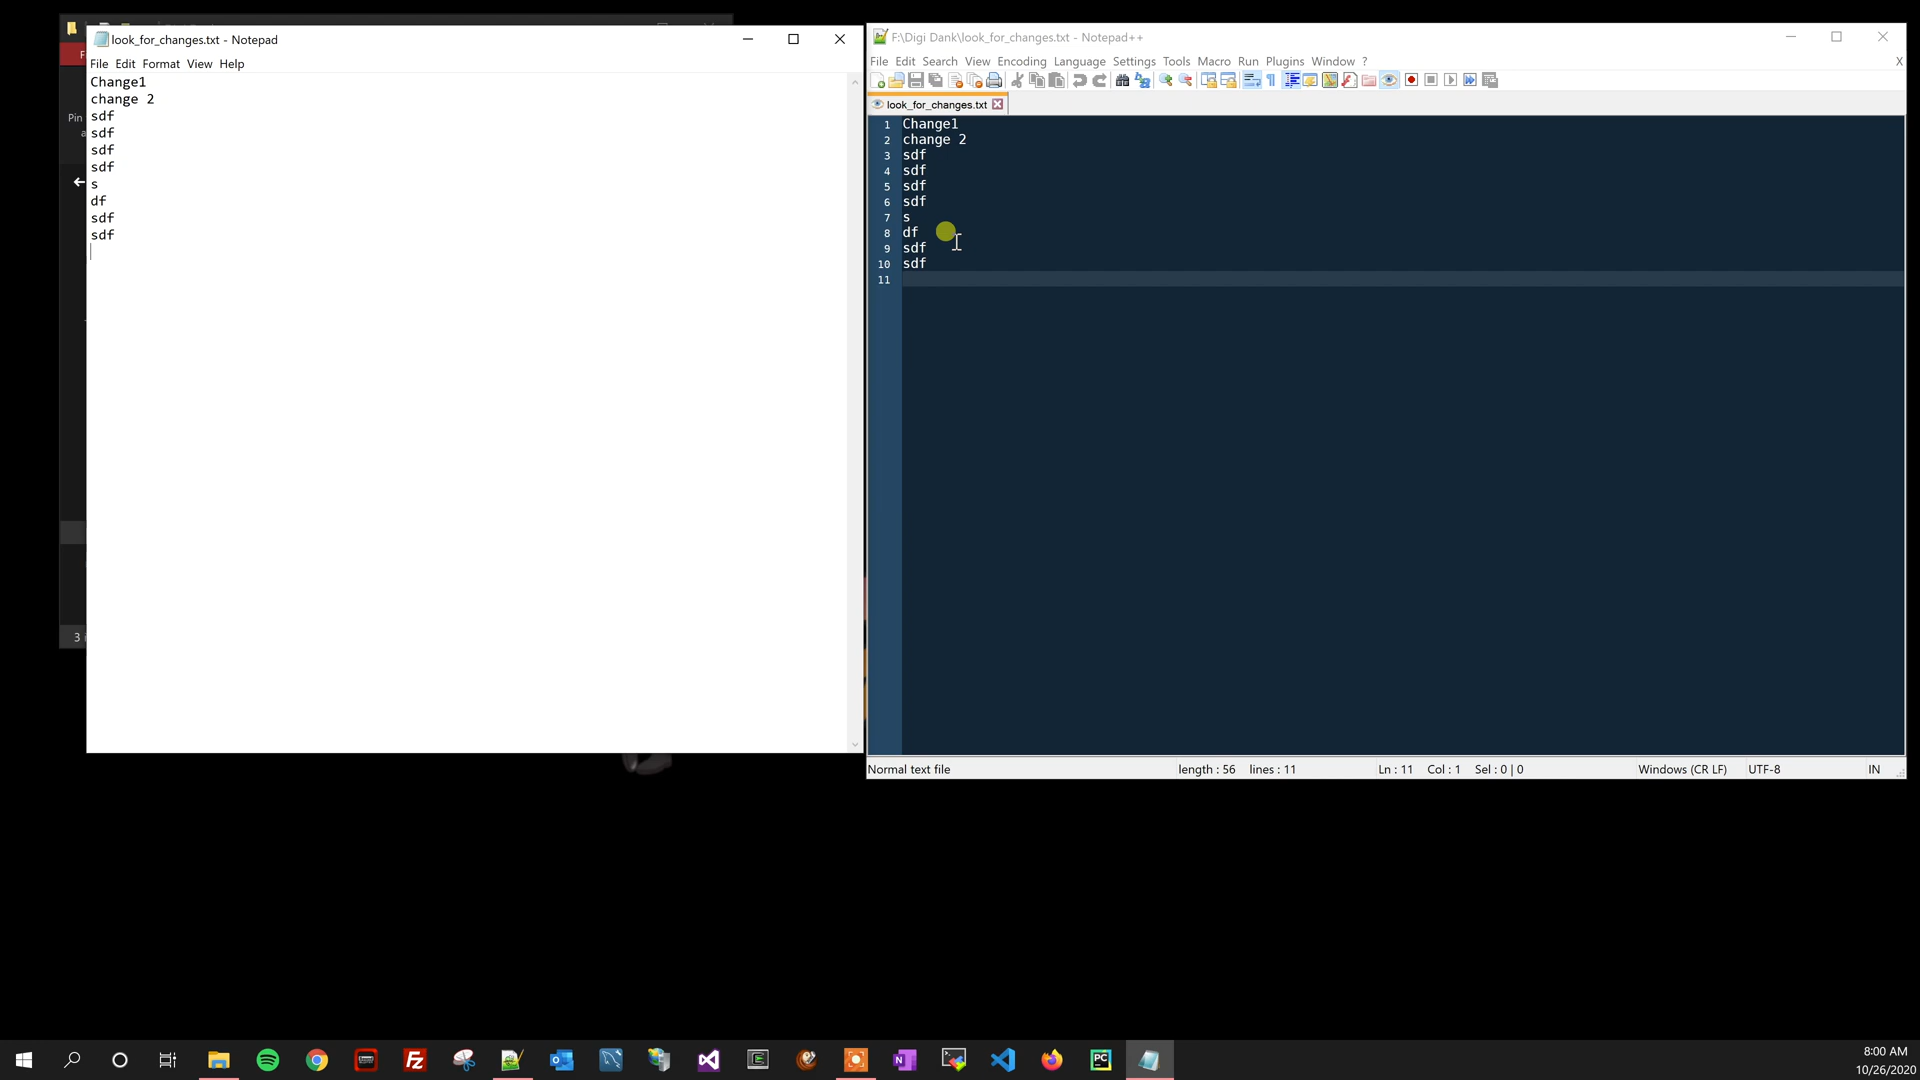 look_for_changes.txt - Notepad
File Edit Format View Help
Change1
change 2
sdf
sdf
sdf
sdf
s
df
sdf
sdf
F
Pin
a
3
F:\Digi Dank\look_for_changes.txt - Notepad++
File Edit Search View Encoding Language Settings Tools Macro Run Plugins Window ?
X
look_for_changes.txt
1 Change1
2 change 2
3 sdf
4 sdf
5 sdf
6 sdf
7 s
8 df
9 sdf
10 sdf
11
Normal text file length : 56 lines : 11 Ln : 11 Col : 1 Sel : 0 | 0 Windows (CR LF) UTF-8 IN
8:00 AM
10/26/2020